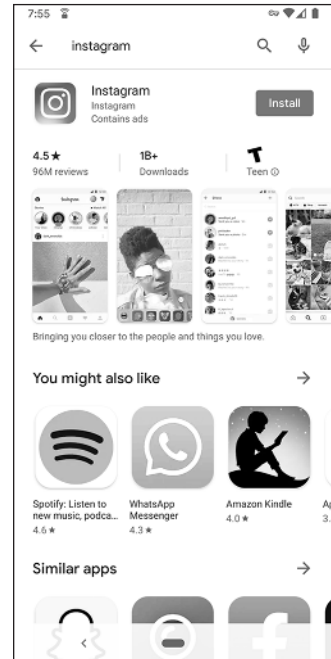 7:55
instagram
Instagram
Instagram
Contains ads
Install
4.5★
96M reviews
1B+
Downloads
T
Teen
Instagram
Bringing you closer to the people and things you love.
You might also like
Spotify: Listen to
new music, podca...
4.6★
WhatsApp
Messenger
4.3★
Amazon Kindle
4.0★
Similar apps